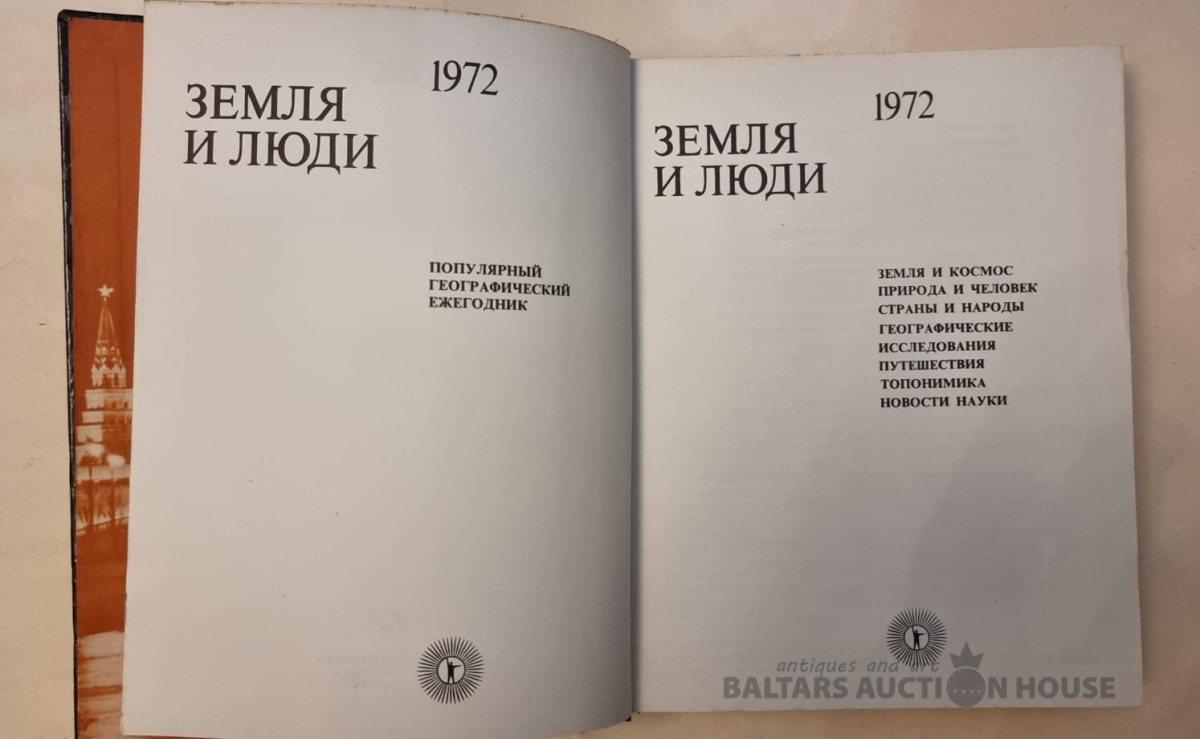 1972
ЗЕМЛЯ
И ЛЮДИ
ПОПУЛЯРНЫЙ
ГЕОГРАФИЧЕСКИЙ
ЕЖЕГОДНИК
1972
ЗЕМЛЯ
И ЛЮДИ
ЗЕМЛЯ И КОСМОС
ПРИРОДА И ЧЕЛОВЕК
СТРАНЫ И НАРОДЫ
ГЕОГРАФИЧЕСКИЕ
ИССЛЕДОВАНИЯ
ПУТЕШЕСТВИЯ
ТОПОНИМИКА
НОВОСТИ НАУКИ
antiques and art
BALTARS AUCTION HOUSE